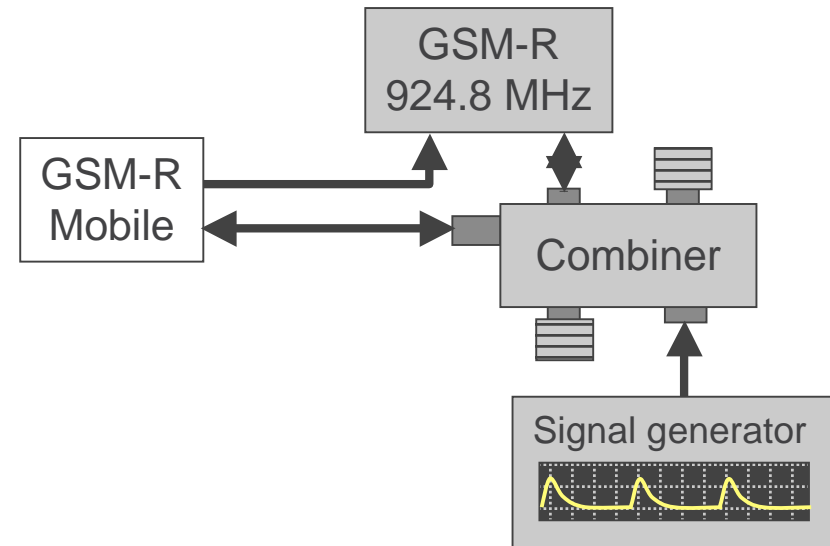 GSM-R
924.8 MHz
GSM-R
Mobile
Combiner
Signal generator